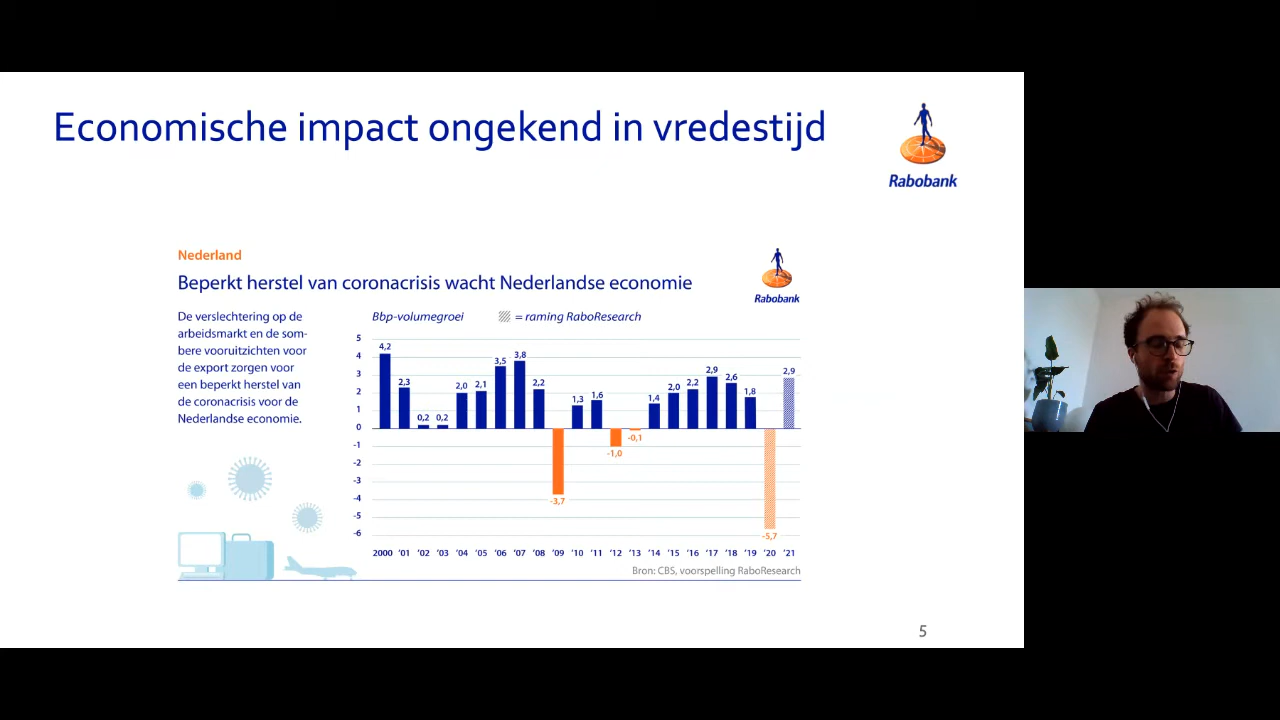 Economische impact ongekend in vredestijd
Rabobank
Nederland
Beperkt herstel van coronacrisis wacht Nederlandse economie
Rabobank
De verslechtering op de
arbeidsmarkt en de som-
bere vooruitzichten voor
de export zorgen voor
een beperkt herstel van
de coronacrisis voor de
Nederlandse economie.
Bbp-volumegroei = raming RaboResearch
5
4
3
2
1
0
-1
-2
-3
-4
-5
-6
4,2
2,3
0,2
0,2
2,0
2,1
3,5
3,8
2,2
-3,7
1,3
1,6
-1,0
-0,1
1,4
2,0
2,2
2,9
2,6
1,8
-5,7
2,9
2000 '01 '02 '03 '04 '05 '06 '07 '08 '09 '10 '11 '12 '13 '14 '15 '16 '17 '18 '19 '20 '21
Bron: CBS, voorspelling RaboResearch
5